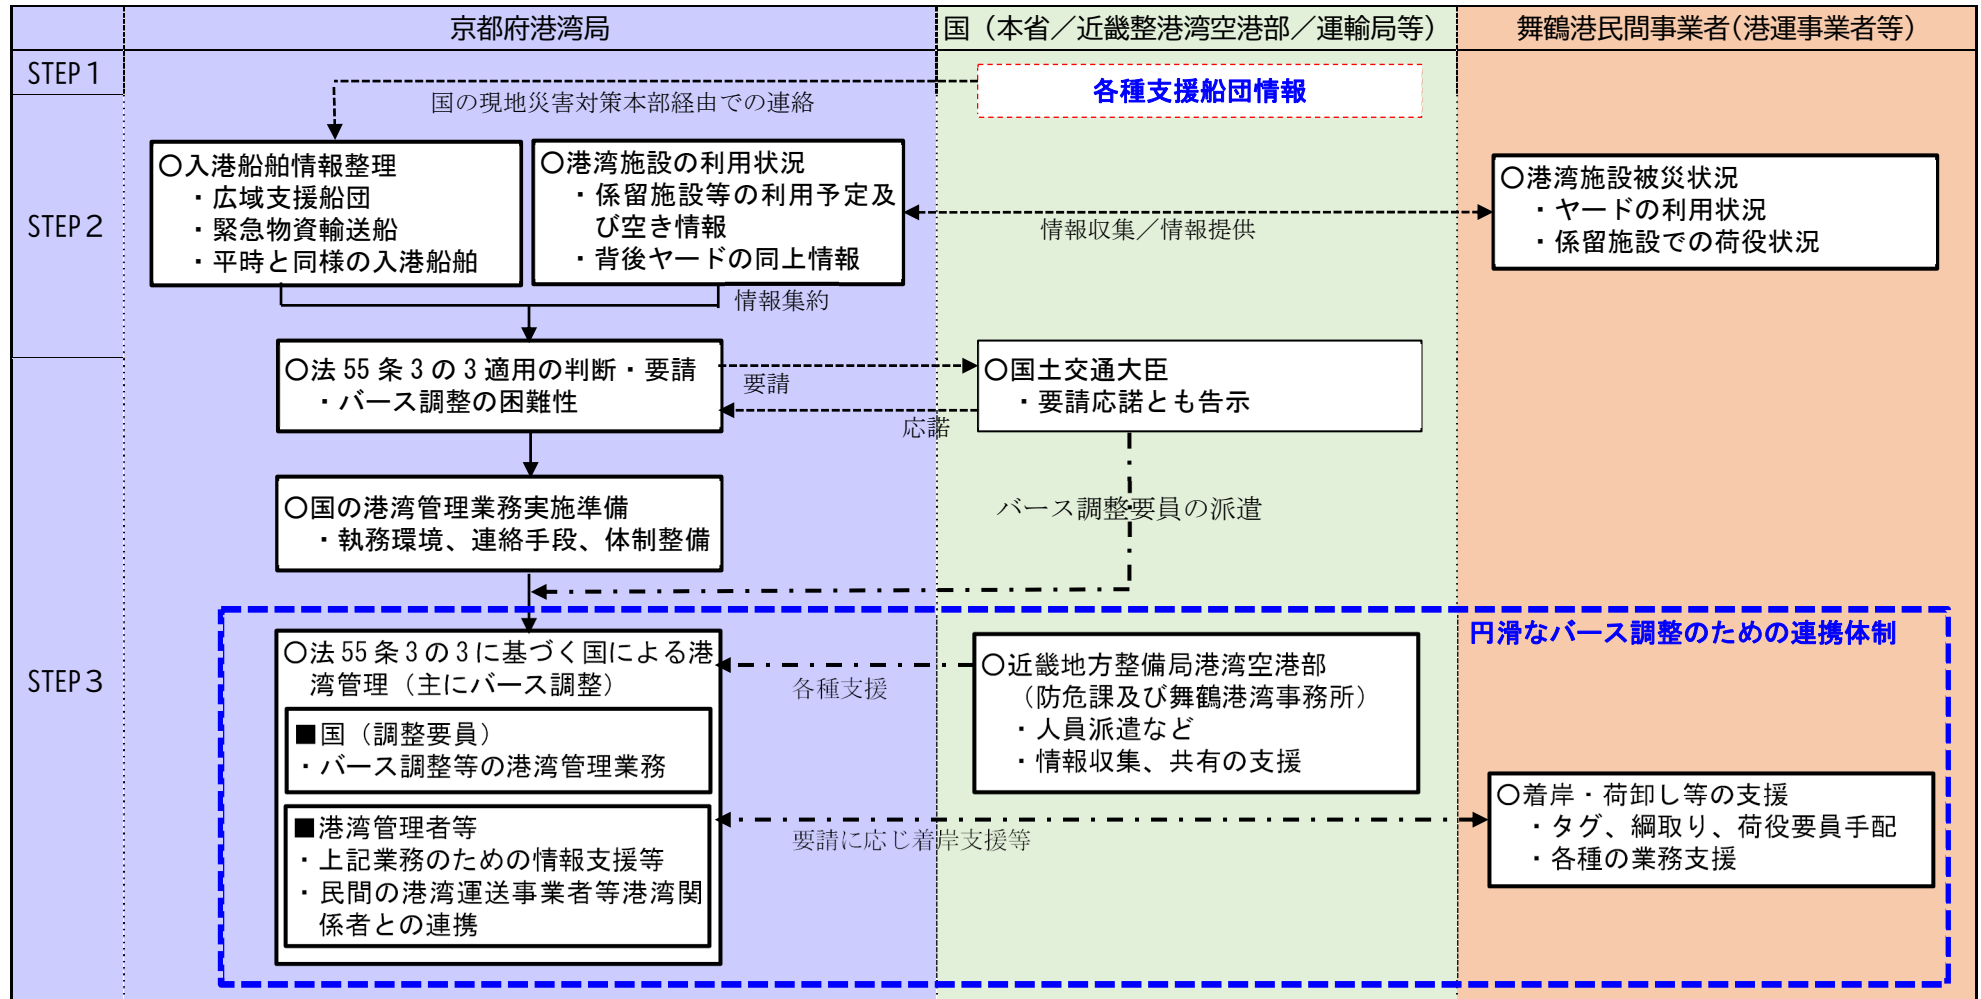 京都府港湾局
国（本省／近畿整港湾空港部／運輸局等）
舞鶴港民間事業者(港運事業者等)
STEP１
各種支援船団情報
国の現地災害対策本部経由での連絡
STEP２
〇入港船舶情報整理
・広域支援船団
・緊急物資輸送船
・平時と同様の入港船舶
〇港湾施設の利用状況
・係留施設等の利用予定及
び空き情報
・背後ヤードの同上情報
情報収集／情報提供
〇港湾施設被災状況
・ヤードの利用状況
・係留施設での荷役状況
情報集約
STEP３
〇法 55 条３の３適用の判断・要請
・バース調整の困難性
要請
応諾
〇国土交通大臣
・要請応諾とも告示
〇国の港湾管理業務実施準備
・執務環境、連絡手段、体制整備
バース調整要員の派遣
円滑なバース調整のための連携体制
〇法 55 条３の３に基づく国による港
湾管理（主にバース調整）
■国（調整要員）
・バース調整等の港湾管理業務
■港湾管理者等
・上記業務のための情報支援等
・民間の港湾運送事業者等港湾関
係者との連携
各種支援
〇近畿地方整備局港湾空港部
（防危課及び舞鶴港湾事務所）
・人員派遣など
・情報収集、共有の支援
要請に応じ着岸支援等
〇着岸・荷卸し等の支援
・タグ、綱取り、荷役要員手配
・各種の業務支援